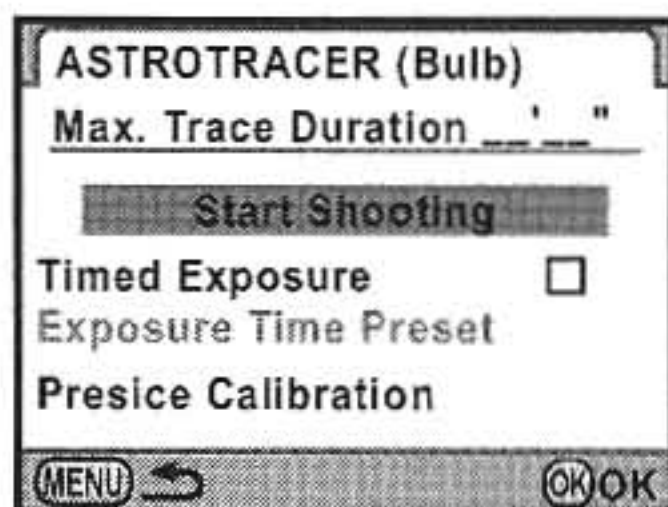 ASTROTRACER (Bulb)
Max. Trace Duration __'__"
Start Shooting
Timed Exposure
Exposure Time Preset
Presice Calibration
MENU OK OK